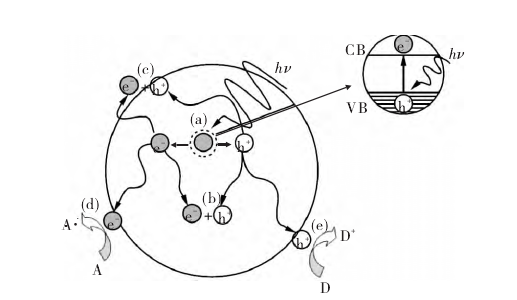 CB
e⁻
hν
VB
h⁺
hν
(c)
e⁻
+
h⁺
(a)
e⁻
h⁺
(b)
e⁻
+
h⁺
(d)
A•⁻
e⁻
A
(e)
h⁺
D⁺
D